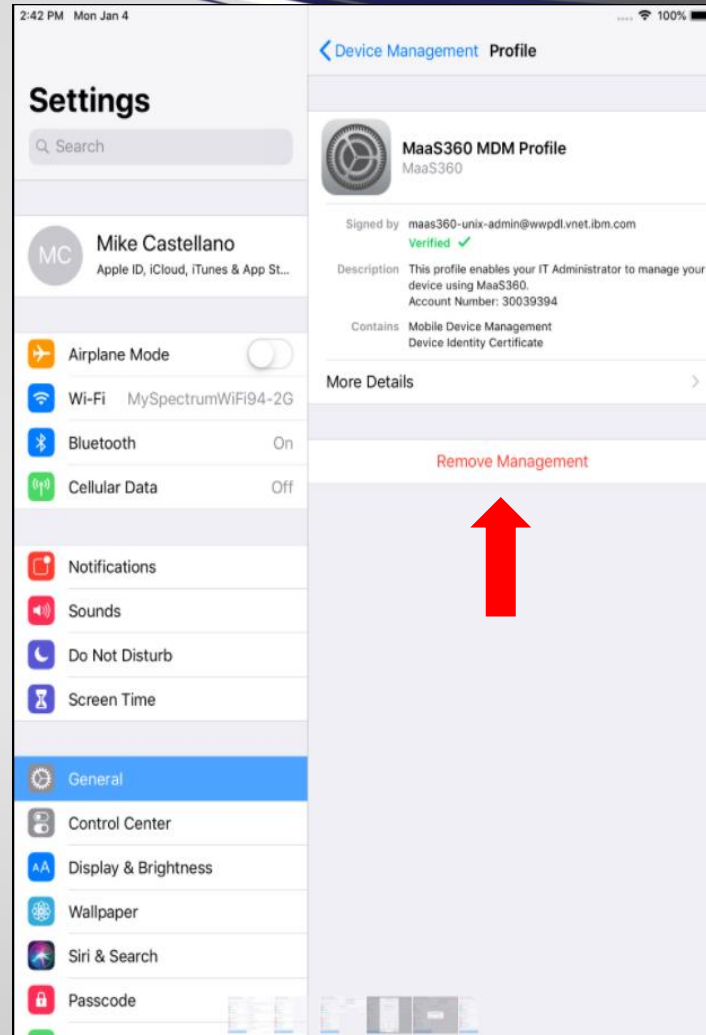 2:42 PM Mon Jan 4
100%
Settings
Search
MC
Mike Castellano
Apple ID, iCloud, iTunes & App St...
Airplane Mode
Wi-Fi MySpectrumWiFi94-2G
Bluetooth On
Cellular Data Off
Notifications
Sounds
Do Not Disturb
Screen Time
General
Control Center
AA Display & Brightness
Wallpaper
Siri & Search
Passcode
Device Management Profile
MaaS360 MDM Profile
MaaS360
Signed by maas360-unix-admin@wwpdl.vnet.ibm.com
Verified
Description This profile enables your IT Administrator to manage your
device using MaaS360.
Account Number: 30039394
Contains Mobile Device Management
Device Identity Certificate
More Details
Remove Management